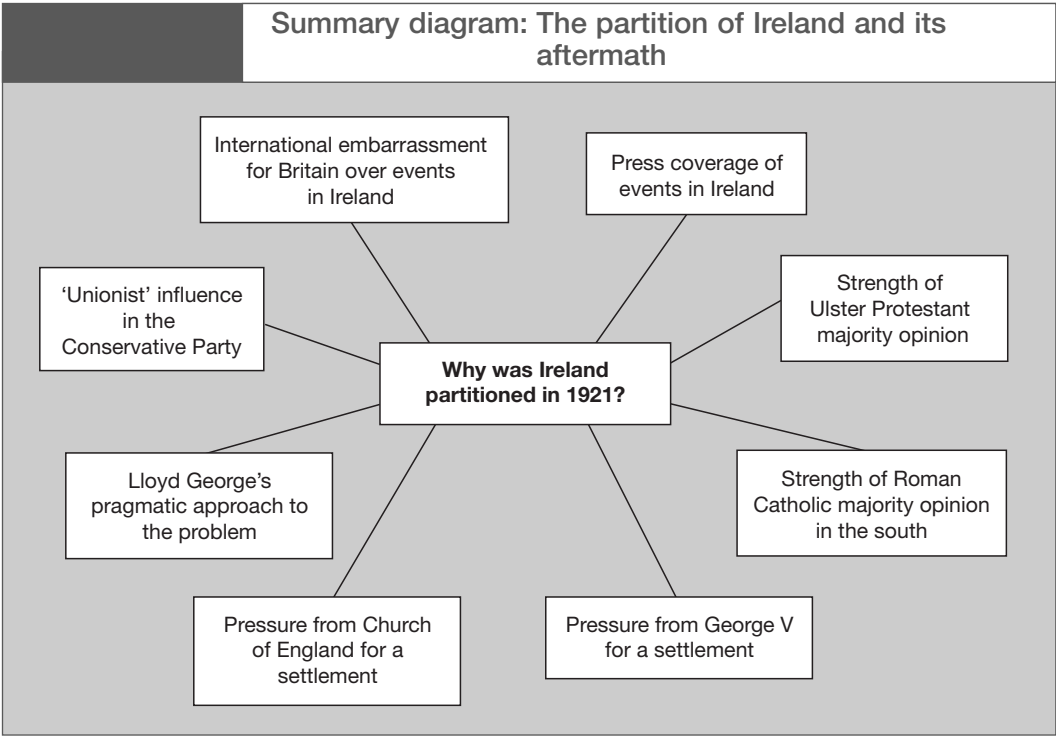 Summary diagram: The partition of Ireland and its
aftermath
International embarrassment
for Britain over events
in Ireland
Press coverage of
events in Ireland
‘Unionist’ influence
in the
Conservative Party
Strength of
Ulster Protestant
majority opinion
Why was Ireland
partitioned in 1921?
Lloyd George’s
pragmatic approach to
the problem
Strength of Roman
Catholic majority opinion
in the south
Pressure from Church
of England for a
settlement
Pressure from George V
for a settlement